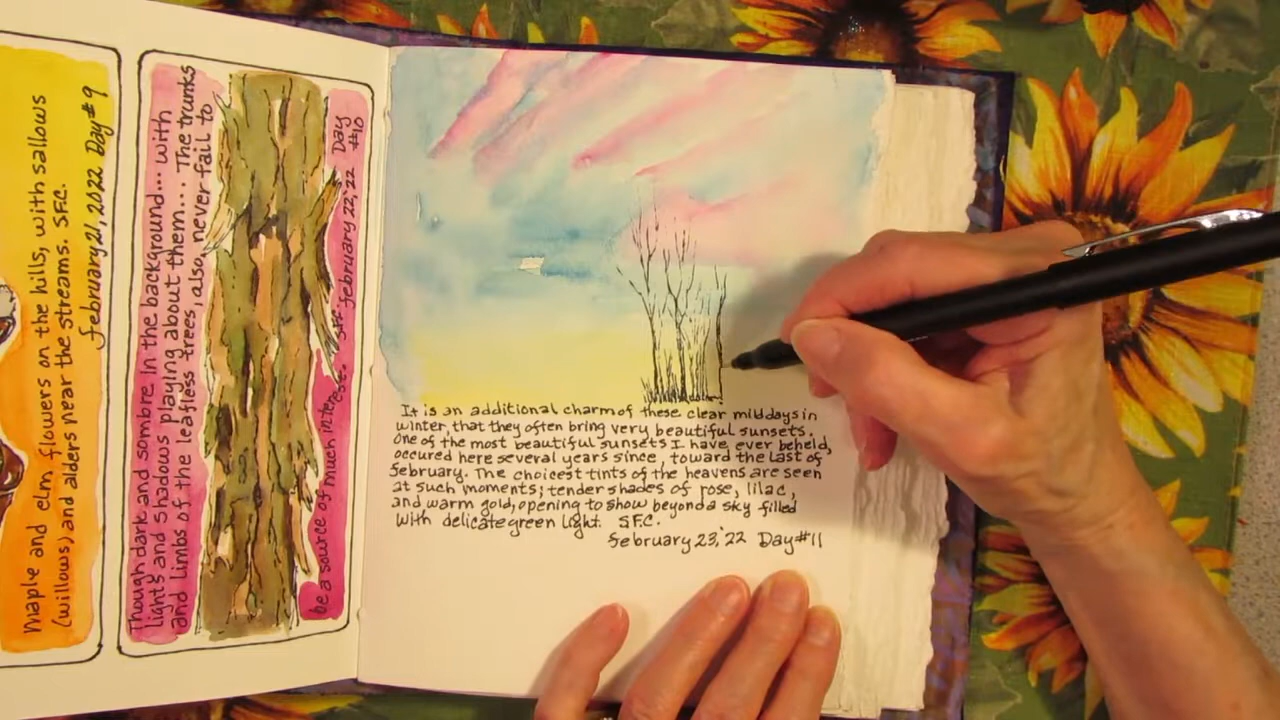 Maple and elm flowers on the hills, with sallows
(willows), and alders near the streams. SFC.
february 21, 2022 Day #9
Though dark and sombre in the background... with
lights and shadows playing about them... The trunks
and limbs of the leafless trees, also, never fail to
be a source of much interest. SFC.
february 22, '22 Day
#10
It is an additional charm of these clear mild days in
winter, that they often bring very beautiful sunsets.
One of the most beautiful sunsets I have ever beheld,
occured here several years since, toward the last of
february. The choicest tints of the heavens are seen
at such moments; tender shades of rose, lilac,
and warm gold, opening to show beyond a sky filled
with delicate green light. SFC.
february 23, '22 Day #11